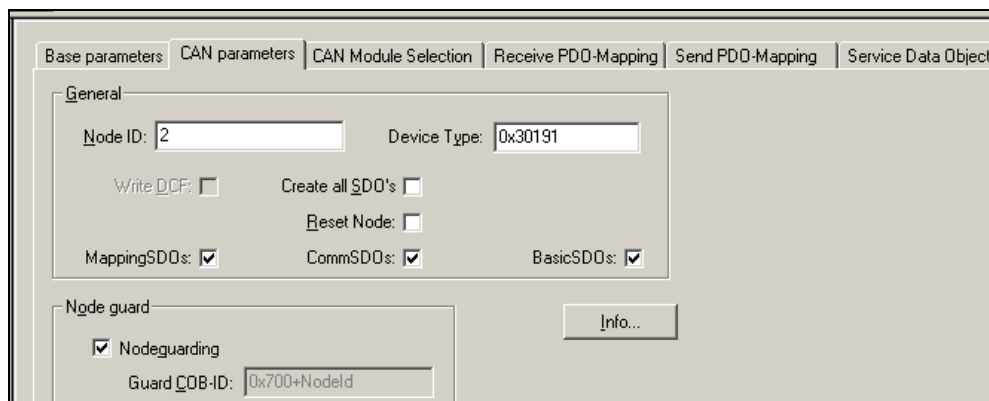 Base parameters CAN parameters CAN Module Selection Receive PDO-Mapping Send PDO-Mapping Service Data Object
General
Node ID: 2 Device Type: 0x30191
Write DCF: Create all SDO's
Reset Node:
MappingSDOs: CommSDOs: BasicSDOs:
Node guard
Info...
Nodeguarding
Guard COB-ID: 0x700+NodeId